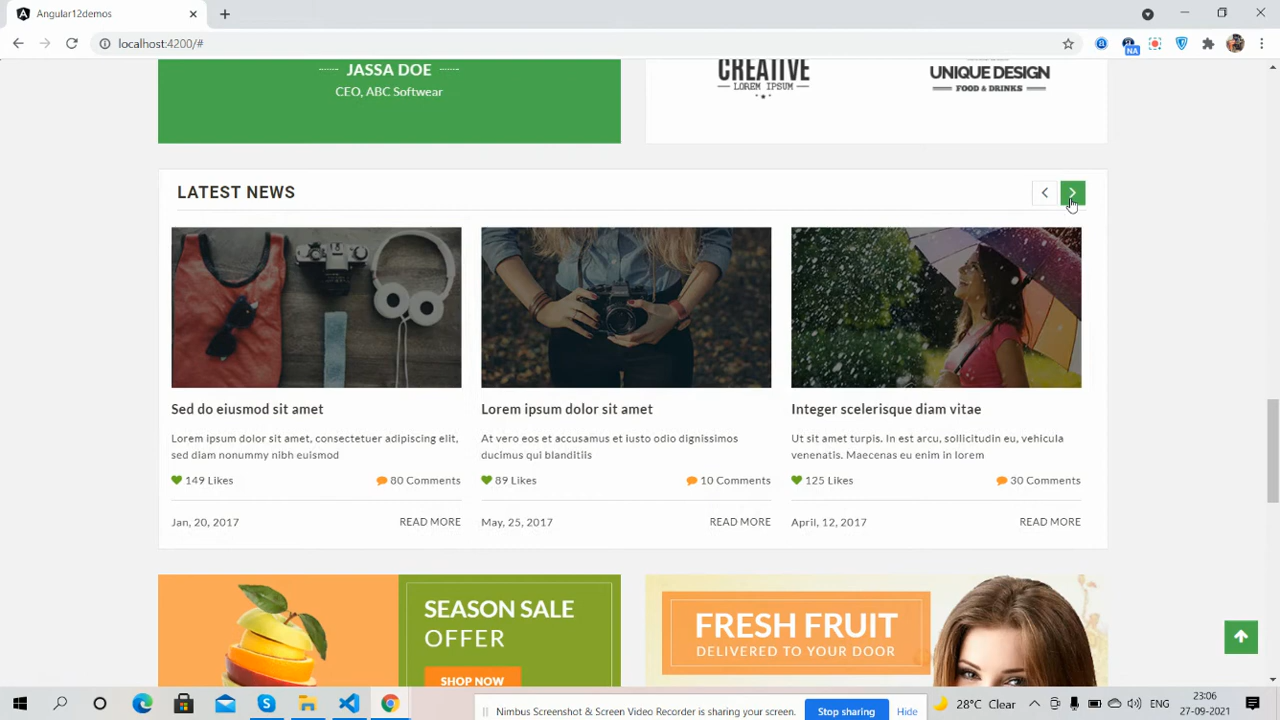 Angular12demos
localhost:4200/#
NA
JASSA DOE
CEO, ABC Softwear
CREATIVE
LOREM IPSUM
UNIQUE DESIGN
FOOD & DRINKS
LATEST NEWS
Sed do eiusmod sit amet
Lorem ipsum dolor sit amet, consectetuer adipiscing elit,
sed diam nonummy nibh euismod
149 Likes
80 Comments
Jan, 20, 2017
READ MORE
Lorem ipsum dolor sit amet
At vero eos et accusamus et iusto odio dignissimos
ducimus qui blanditiis
89 Likes
10 Comments
May, 25, 2017
READ MORE
Integer scelerisque diam vitae
Ut sit amet turpis. In est arcu, sollicitudin eu, vehicula
venenatis. Maecenas eu enim in lorem
125 Likes
30 Comments
April, 12, 2017
READ MORE
SEASON SALE
OFFER
SHOP NOW
FRESH FRUIT
DELIVERED TO YOUR DOOR
Nimbus Screenshot & Screen Video Recorder is sharing your screen.
Stop sharing
Hide
28°C Clear
ENG
23:06
27-09-2021